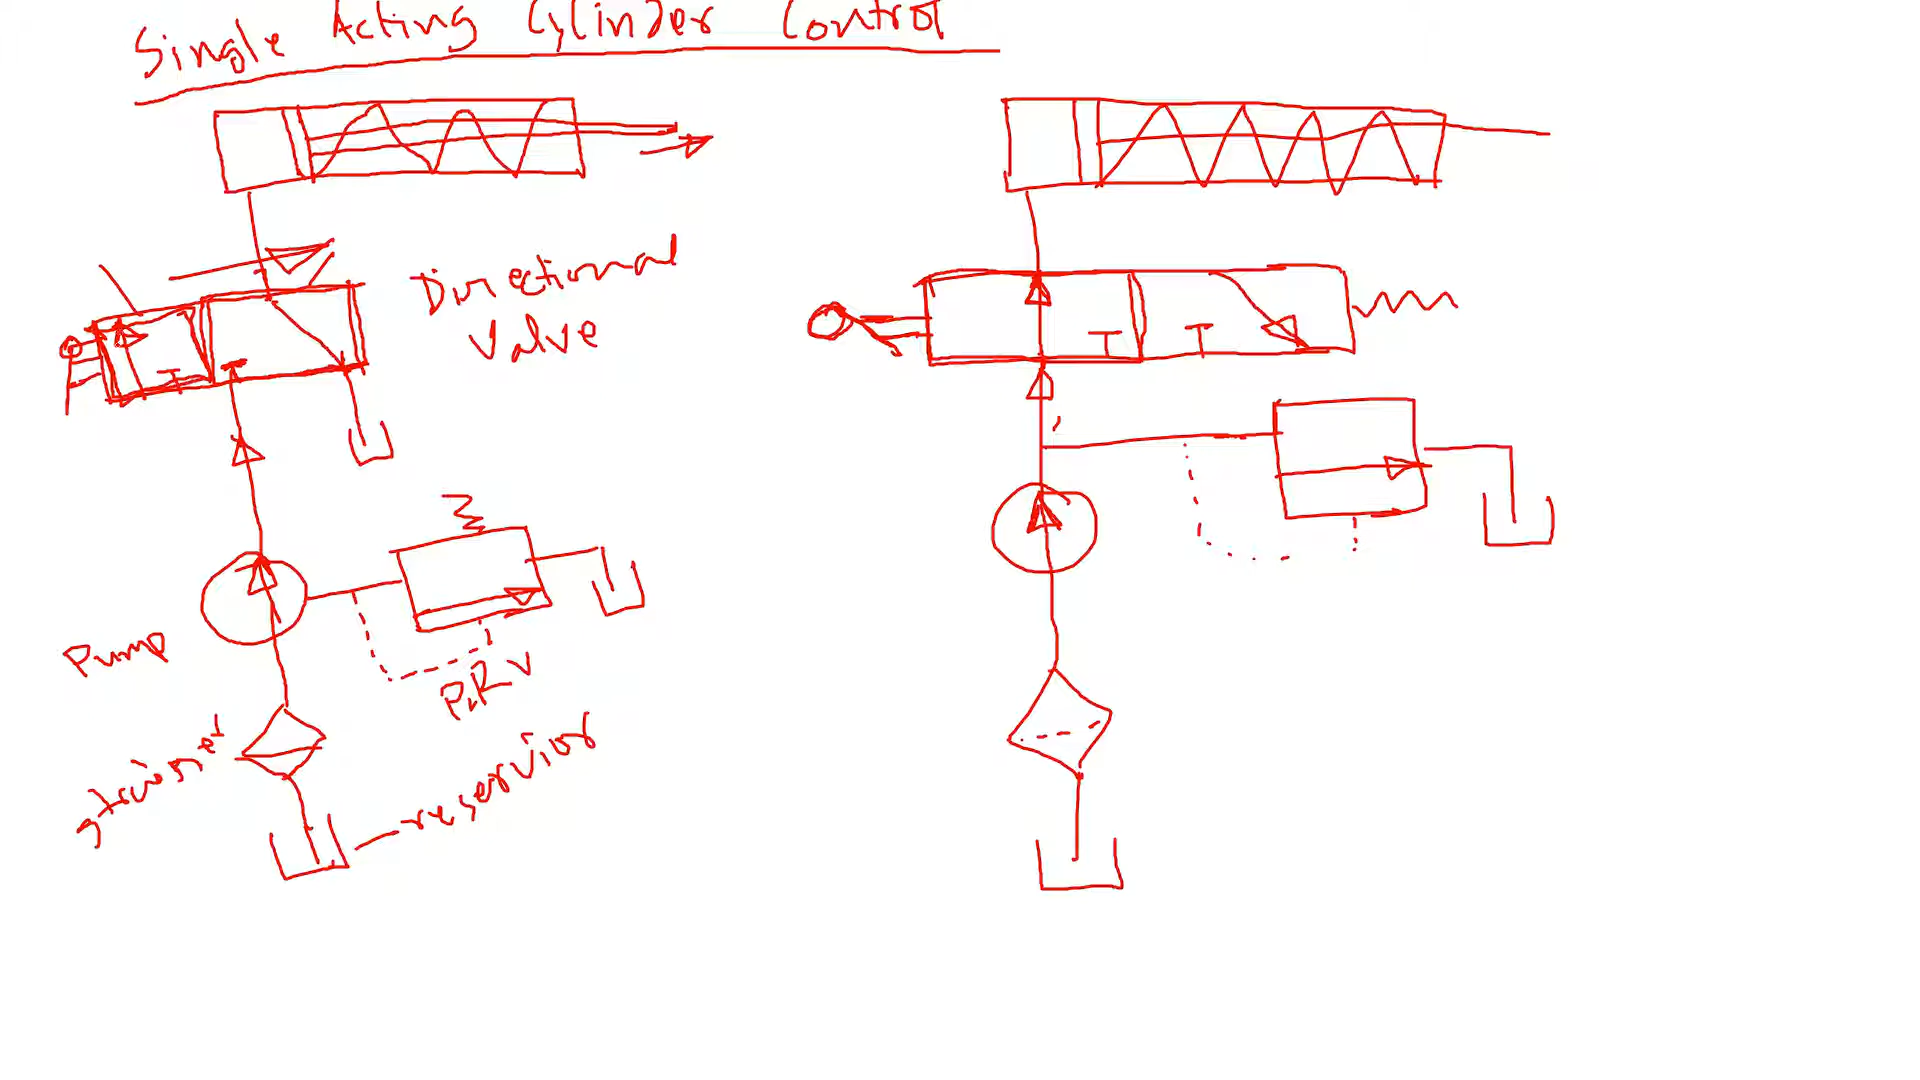 Single Acting Cylinder Control
Directional
Valve
Pump
P.R.V
strainer
reservior